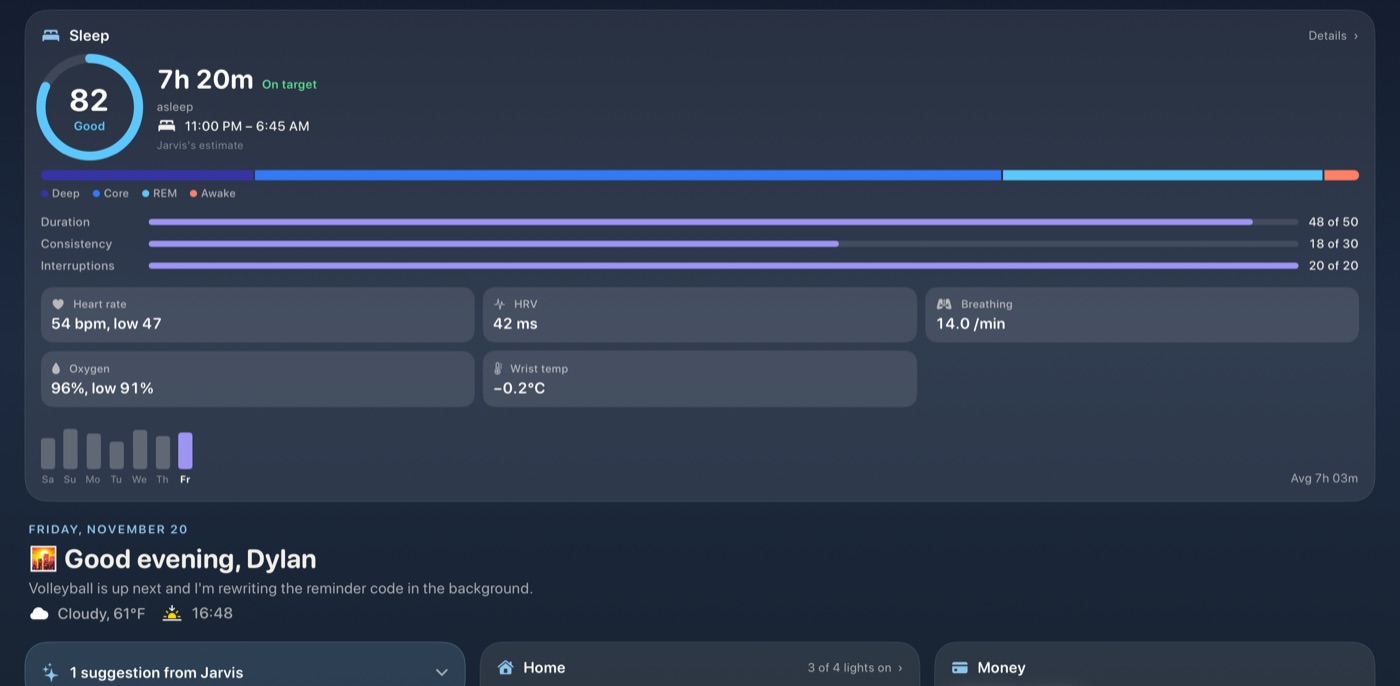 Sleep
Details ›
82
Good
7h 20m On target
asleep
11:00 PM – 6:45 AM
Jarvis's estimate
Deep Core REM Awake
Duration 48 of 50
Consistency 18 of 30
Interruptions 20 of 20
Heart rate
54 bpm, low 47
HRV
42 ms
Breathing
14.0 /min
Oxygen
96%, low 91%
Wrist temp
−0.2°C
Sa Su Mo Tu We Th Fr
Avg 7h 03m
FRIDAY, NOVEMBER 20
Good evening, Dylan
Volleyball is up next and I'm rewriting the reminder code in the background.
Cloudy, 61°F 16:48
1 suggestion from Jarvis
Home 3 of 4 lights on ›
Money